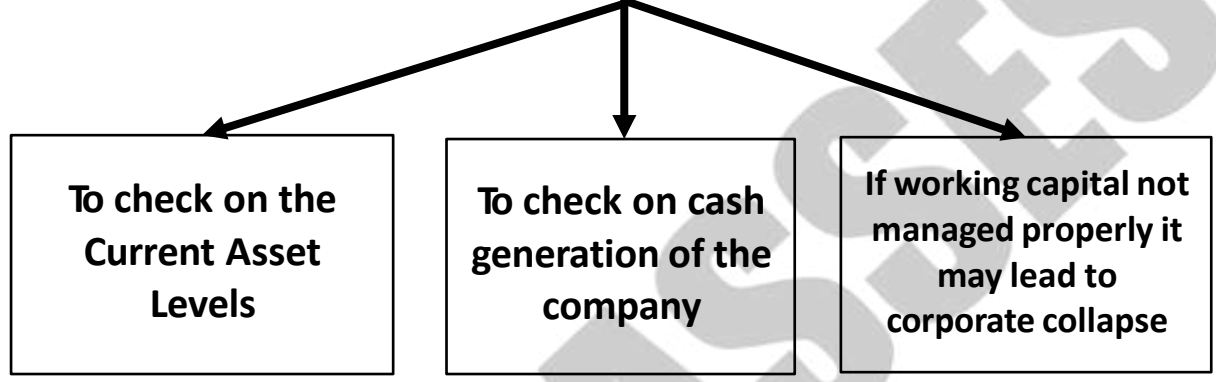 To check on the
Current Asset
Levels
To check on cash
generation of the
company
If working capital not
managed properly it
may lead to
corporate collapse